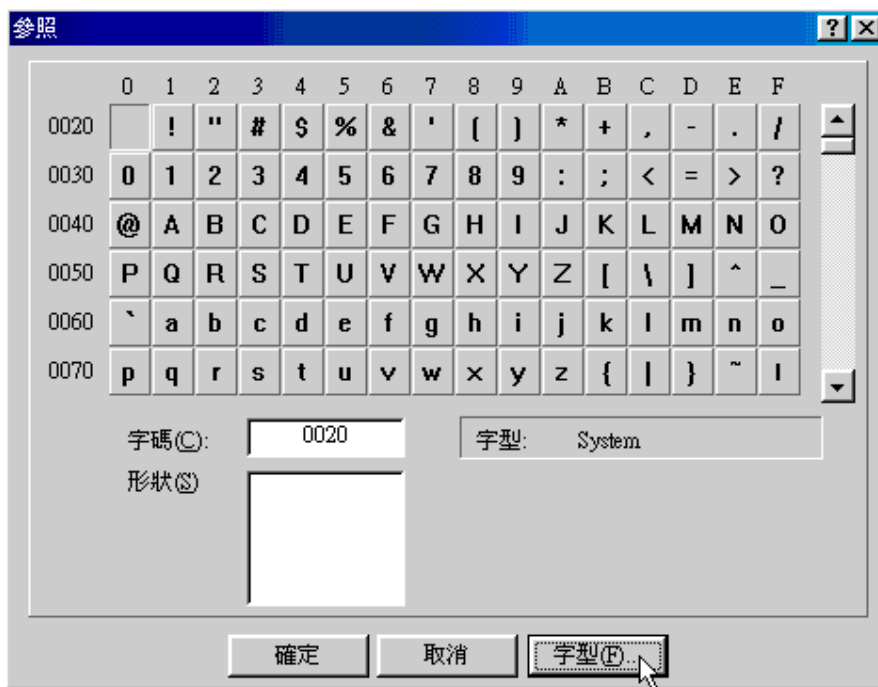 參照
0 1 2 3 4 5 6 7 8 9 A B C D E F
0020 ! " # $ % & ' ( ) * + , - . /
0030 0 1 2 3 4 5 6 7 8 9 : ; < = > ?
0040 @ A B C D E F G H I J K L M N O
0050 P Q R S T U V W X Y Z [ \ ] ^ _
0060 ` a b c d e f g h i j k l m n o
0070 p q r s t u v w x y z { | } ~ l
字碼(C): 0020 字型: System
形狀(S)
確定 取消 字型(F)...